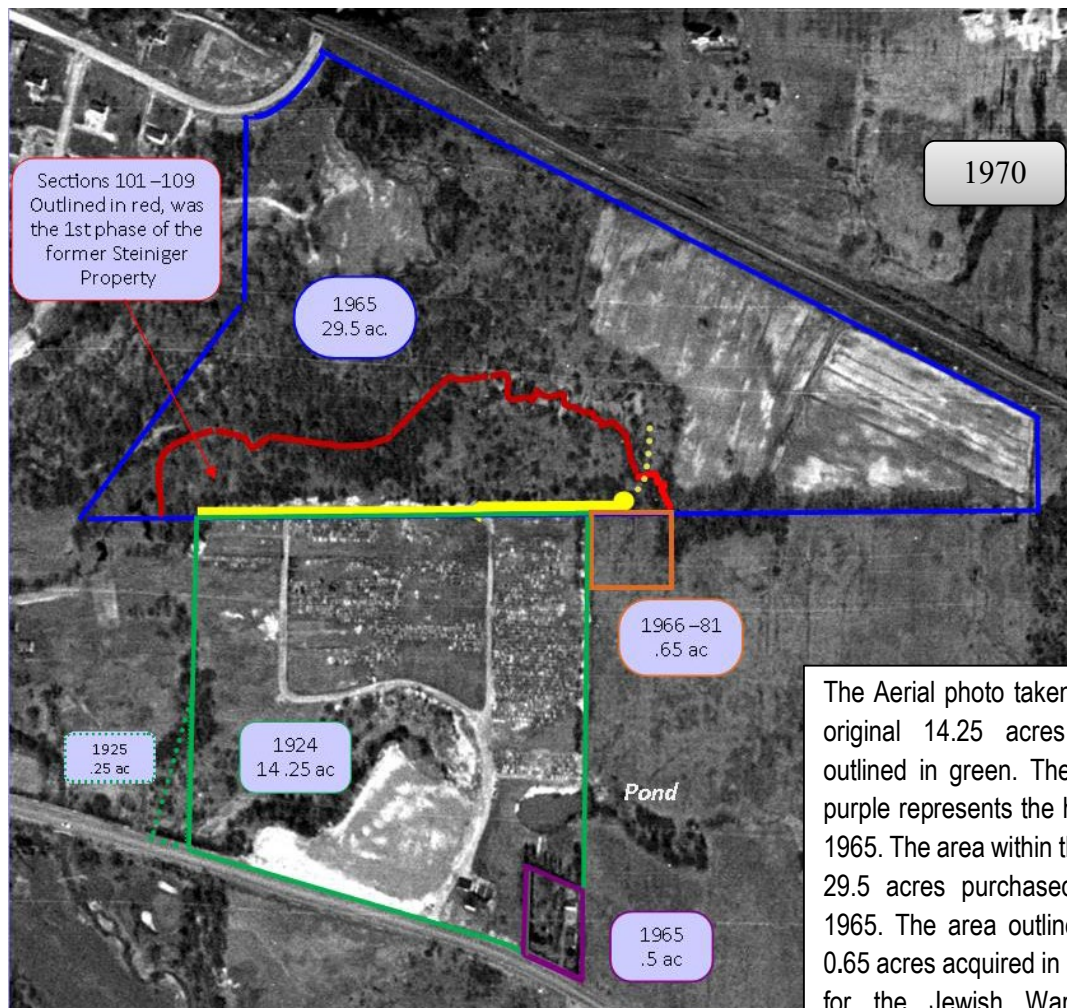 1970
Sections 101 –109
Outlined in red, was
the 1st phase of the
former Steiniger
Property
1965
29.5 ac.
1966 –81
.65 ac
1925
.25 ac
1924
14 .25 ac
Pond
1965
.5 ac
The Aerial photo taken
original 14.25 acres
outlined in green. The
purple represents the
1965. The area within
29.5 acres purchased
1965. The area
0.65 acres acquired in
for the Jewish